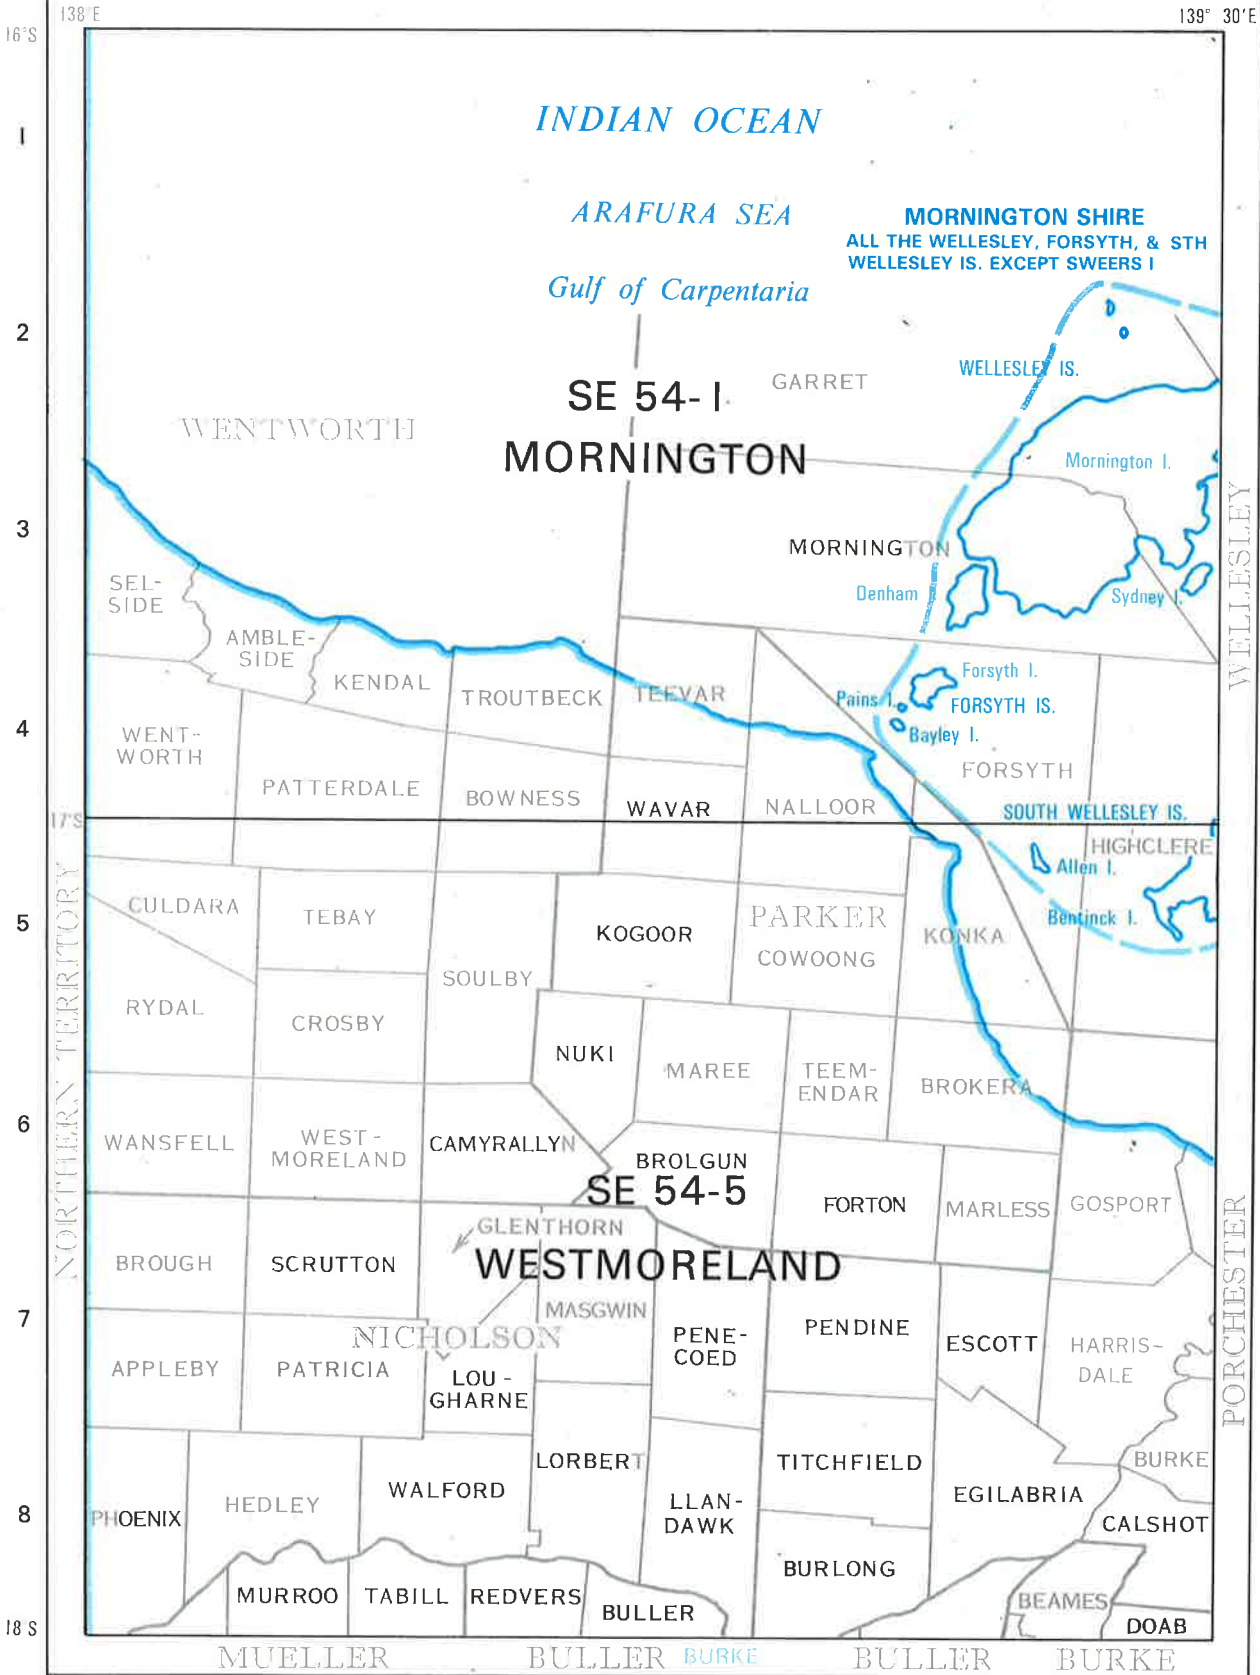 138°E
139° 30'E
16°S
INDIAN OCEAN
1
ARAFURA SEA
MORNINGTON SHIRE
ALL THE WELLESLEY, FORSYTH, & STH
WELLESLEY IS. EXCEPT SWEERS I
Gulf of Carpentaria
2
WELLESLEY IS.
GARRET
SE 54-1
WENTWORTH
MORNINGTON
Mornington I.
WELLESLEY
3
MORNINGTON
SEL-
SIDE
Denham
Sydney I.
AMBLE-
SIDE
KENDAL
TROUTBECK
TEEVAR
Forsyth I.
Pains I.
FORSYTH IS.
4
WENT-
WORTH
Bayley I.
FORSYTH
PATTERDALE
BOWNESS
WAVAR
NALLOOR
SOUTH WELLESLEY IS.
17°S
HIGHCLERE
Allen I.
CULDARA
TEBAY
PARKER
Bentinck I.
5
KOGOOR
KONKA
COWOONG
SOULBY
RYDAL
CROSBY
NORTHERN TERRITORY
NUKI
MAREE
TEEM-
ENDAR
BROKERA
6
WANSFELL
WEST-
MORELAND
CAMYRALLYN
BROLGUN
SE 54-5
FORTON
MARLESS
GOSPORT
GLENTHORN
BROUGH
SCRUTTON
WESTMORELAND
PORCHESTER
MASGWIN
7
NICHOLSON
PENE-
COED
PENDINE
ESCOTT
HARRIS-
DALE
APPLEBY
PATRICIA
LOU-
GHARNE
LORBERT
TITCHFIELD
BURKE
WALFORD
EGILABRIA
HEDLEY
8
PHOENIX
LLAN-
DAWK
CALSHOT
BURLONG
MURROO
TABILL
REDVERS
BULLER
BEAMES
DOAB
18 S
MUELLER
BULLER
BURKE
BULLER
BURKE